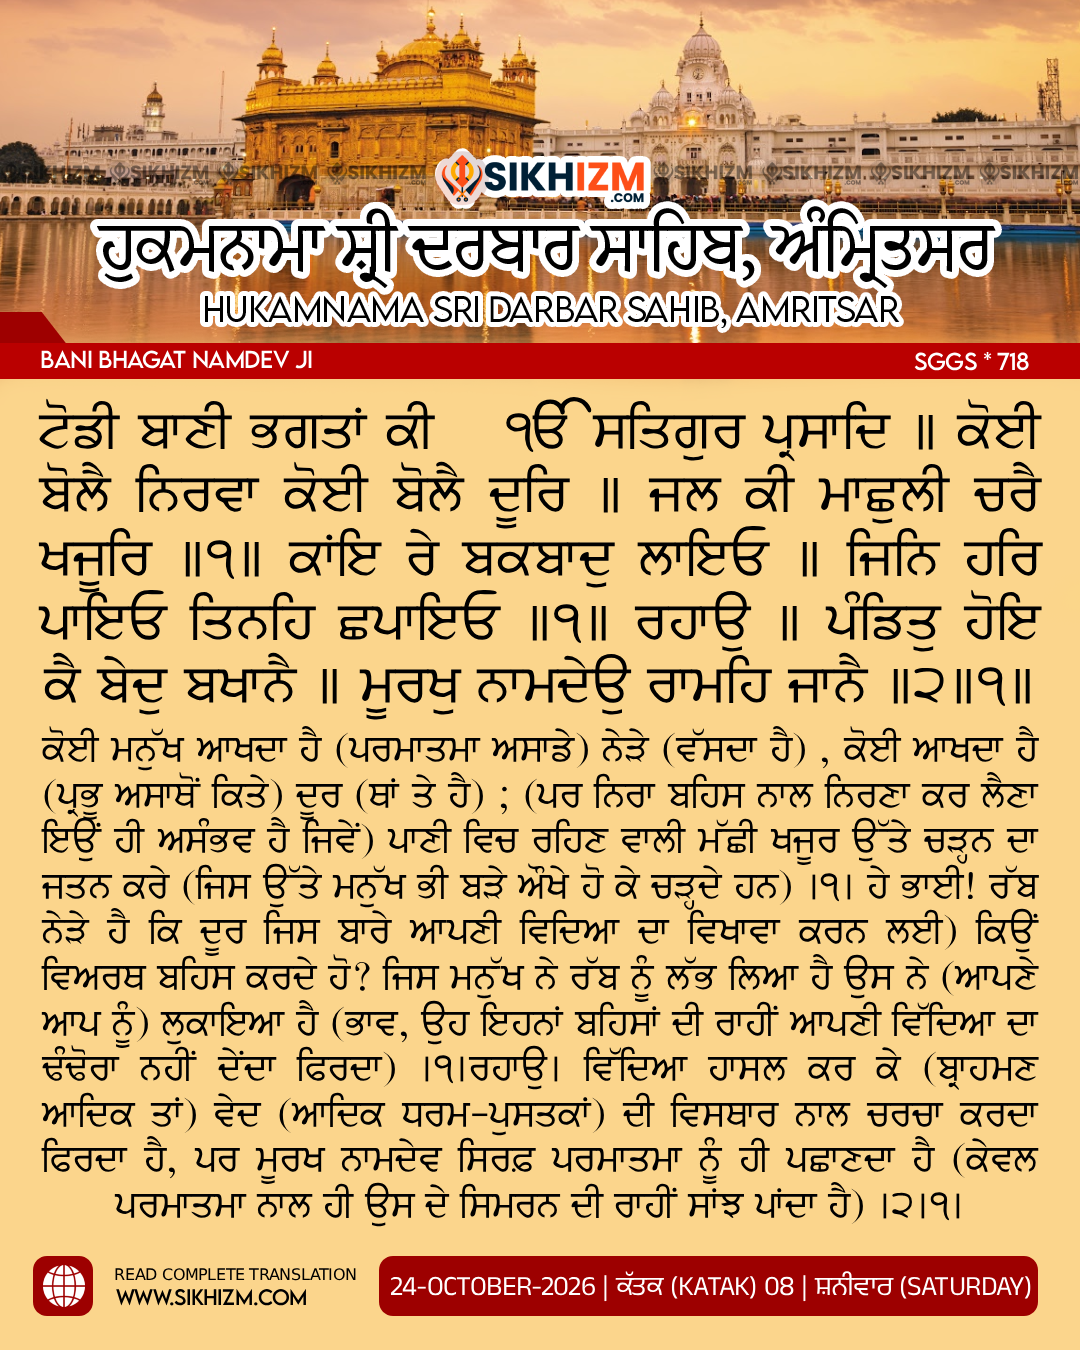 SIKHIZM
.COM
ਹੁਕਮਨਾਮਾ ਸ਼੍ਰੀ ਦਰਬਾਰ ਸਾਹਿਬ, ਅੰਮ੍ਰਿਤਸਰ
HUKAMNAMA SRI DARBAR SAHIB, AMRITSAR
BANI BHAGAT NAMDEV JI
SGGS * 718
ਟੋਡੀ ਬਾਣੀ ਭਗਤਾਂ ਕੀ ੴ ਸਤਿਗੁਰ ਪ੍ਰਸਾਦਿ ॥ ਕੋਈ
ਬੋਲੈ ਨਿਰਵਾ ਕੋਈ ਬੋਲੈ ਦੂਰਿ ॥ ਜਲ ਕੀ ਮਾਛੁਲੀ ਚਰੈ
ਖਜੂਰਿ ॥੧॥ ਕਾਂਇ ਰੇ ਬਕਬਾਦੁ ਲਾਇਓ ॥ ਜਿਨਿ ਹਰਿ
ਪਾਇਓ ਤਿਨਹਿ ਛਪਾਇਓ ॥੧॥ ਰਹਾਉ ॥ ਪੰਡਿਤੁ ਹੋਇ
ਕੈ ਬੇਦੁ ਬਖਾਨੈ ॥ ਮੂਰਖੁ ਨਾਮਦੇਉ ਰਾਮਹਿ ਜਾਨੈ ॥੨॥੧॥
ਕੋਈ ਮਨੁੱਖ ਆਖਦਾ ਹੈ (ਪਰਮਾਤਮਾ ਅਸਾਡੇ) ਨੇੜੇ (ਵੱਸਦਾ ਹੈ) , ਕੋਈ ਆਖਦਾ ਹੈ
(ਪ੍ਰਭੂ ਅਸਾਥੋਂ ਕਿਤੇ) ਦੂਰ (ਥਾਂ ਤੇ ਹੈ) ; (ਪਰ ਨਿਰਾ ਬਹਿਸ ਨਾਲ ਨਿਰਣਾ ਕਰ ਲੈਣਾ
ਇਉਂ ਹੀ ਅਸੰਭਵ ਹੈ ਜਿਵੇਂ) ਪਾਣੀ ਵਿਚ ਰਹਿਣ ਵਾਲੀ ਮੱਛੀ ਖਜੂਰ ਉੱਤੇ ਚੜ੍ਹਨ ਦਾ
ਜਤਨ ਕਰੇ (ਜਿਸ ਉੱਤੇ ਮਨੁੱਖ ਭੀ ਬੜੇ ਔਖੇ ਹੋ ਕੇ ਚੜ੍ਹਦੇ ਹਨ) ।੧। ਹੇ ਭਾਈ! ਰੱਬ
ਨੇੜੇ ਹੈ ਕਿ ਦੂਰ ਜਿਸ ਬਾਰੇ ਆਪਣੀ ਵਿਦਿਆ ਦਾ ਵਿਖਾਵਾ ਕਰਨ ਲਈ) ਕਿਉਂ
ਵਿਅਰਥ ਬਹਿਸ ਕਰਦੇ ਹੋ? ਜਿਸ ਮਨੁੱਖ ਨੇ ਰੱਬ ਨੂੰ ਲੱਭ ਲਿਆ ਹੈ ਉਸ ਨੇ (ਆਪਣੇ
ਆਪ ਨੂੰ) ਲੁਕਾਇਆ ਹੈ (ਭਾਵ, ਉਹ ਇਹਨਾਂ ਬਹਿਸਾਂ ਦੀ ਰਾਹੀਂ ਆਪਣੀ ਵਿੱਦਿਆ ਦਾ
ਢੰਢੋਰਾ ਨਹੀਂ ਦੇਂਦਾ ਫਿਰਦਾ) ।੧।ਰਹਾਉ। ਵਿੱਦਿਆ ਹਾਸਲ ਕਰ ਕੇ (ਬ੍ਰਾਹਮਣ
ਆਦਿਕ ਤਾਂ) ਵੇਦ (ਆਦਿਕ ਧਰਮ-ਪੁਸਤਕਾਂ) ਦੀ ਵਿਸਥਾਰ ਨਾਲ ਚਰਚਾ ਕਰਦਾ
ਫਿਰਦਾ ਹੈ, ਪਰ ਮੂਰਖ ਨਾਮਦੇਵ ਸਿਰਫ਼ ਪਰਮਾਤਮਾ ਨੂੰ ਹੀ ਪਛਾਣਦਾ ਹੈ (ਕੇਵਲ
ਪਰਮਾਤਮਾ ਨਾਲ ਹੀ ਉਸ ਦੇ ਸਿਮਰਨ ਦੀ ਰਾਹੀਂ ਸਾਂਝ ਪਾਂਦਾ ਹੈ) ।੨।੧।
READ COMPLETE TRANSLATION
WWW.SIKHIZM.COM
24-OCTOBER-2026 | ਕੱਤਕ (KATAK) 08 | ਸ਼ਨੀਵਾਰ (SATURDAY)